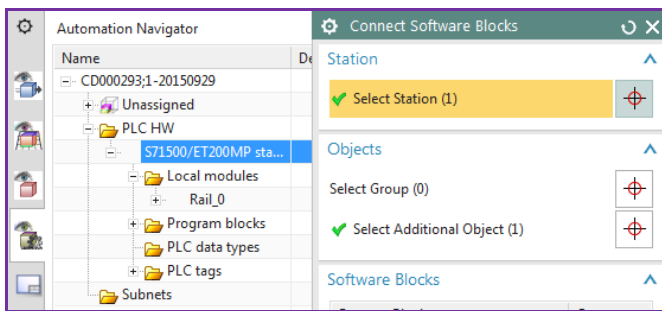 Automation Navigator
Name
De
CD000293;1-20150929
Unassigned
PLC HW
S71500/ET200MP sta...
Local modules
Rail_0
Program blocks
PLC data types
PLC tags
Subnets
Connect Software Blocks
Station
Select Station (1)
Objects
Select Group (0)
Select Additional Object (1)
Software Blocks